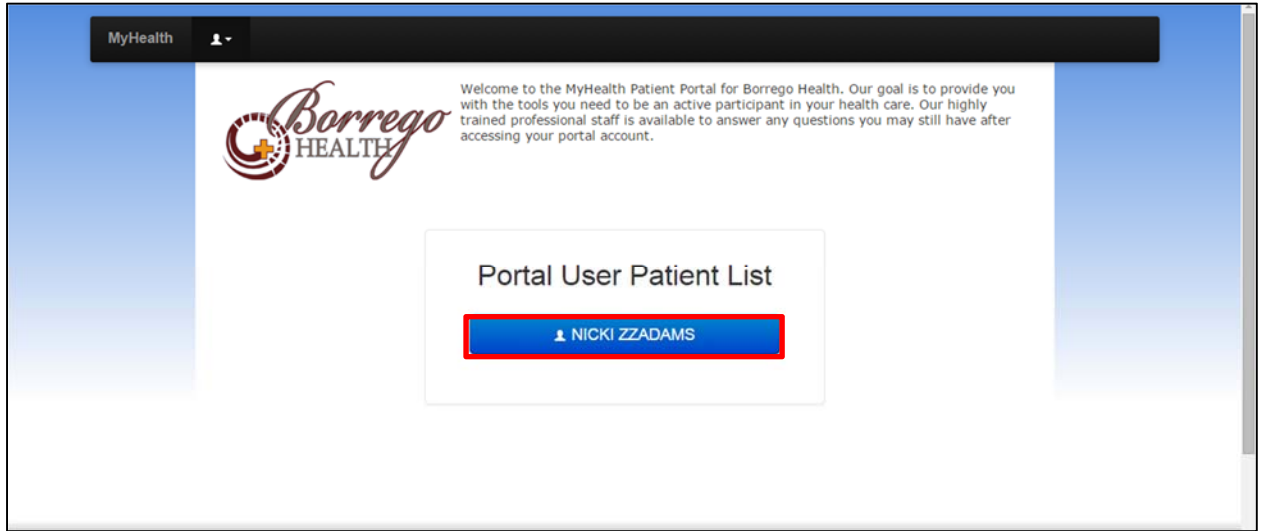 MyHealth
Borrego
HEALTH
Welcome to the MyHealth Patient Portal for Borrego Health. Our goal is to provide you
with the tools you need to be an active participant in your health care. Our highly
trained professional staff is available to answer any questions you may still have after
accessing your portal account.
Portal User Patient List
NICKI ZZADAMS